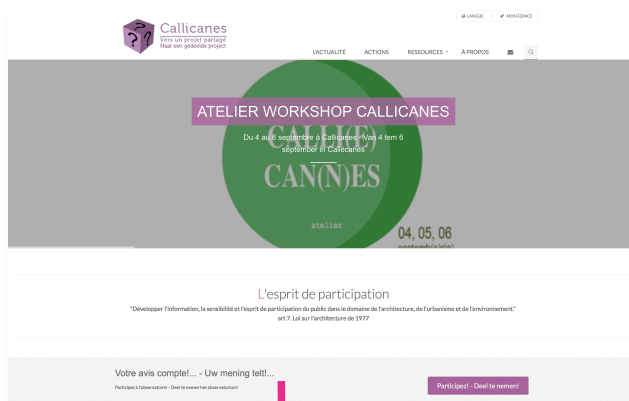 LANGUE
MON ESPACE
Callicanes
Vers un projet partagé
Naar een gedeelde project
L'ACTUALITÉ ACTIONS RESSOURCES À PROPOS
ATELIER WORKSHOP CALLICANES
Du 4 au 6 septembre à Callicanes - Van 4 tem 6
september in Callecanes
CALLI(E)
CAN(N)ES
atelier
04, 05, 06
septemb(e)r(e)
L'esprit de participation
"Développer l'information, la sensibilité et l'esprit de participation du public dans le domaine de l'architecture, de l'urbanisme et de l'environnement."
art 7. Loi sur l'architecture de 1977
Votre avis compte!... - Uw mening telt!...
Participez à l'observatoire! - Deel te nemen het observatorium!
Participez! - Deel te nemen!